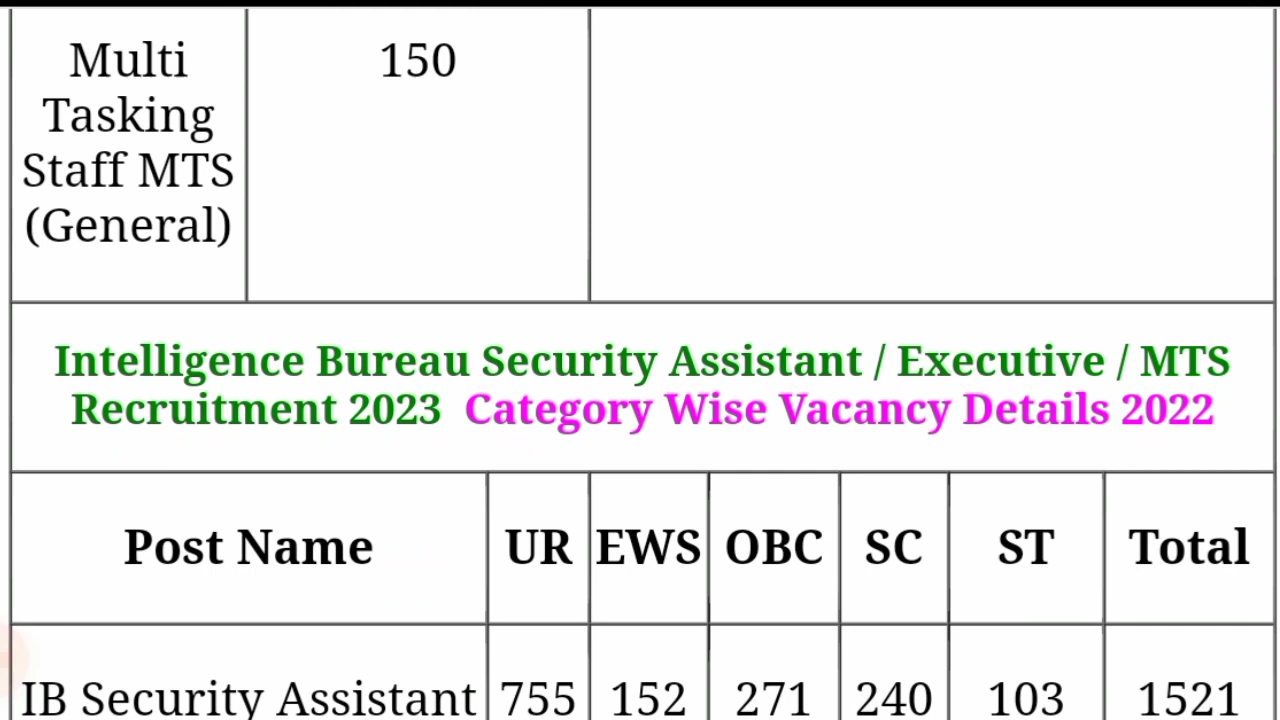 Multi
150
Tasking
Staff MTS
(General)
Intelligence Bureau Security Assistant / Executive / MTS
Recruitment 2023 Category Wise Vacancy Details 2022
Post Name UR EWS OBC SC ST Total
IB Security Assistant 755 152 271 240 103 1521